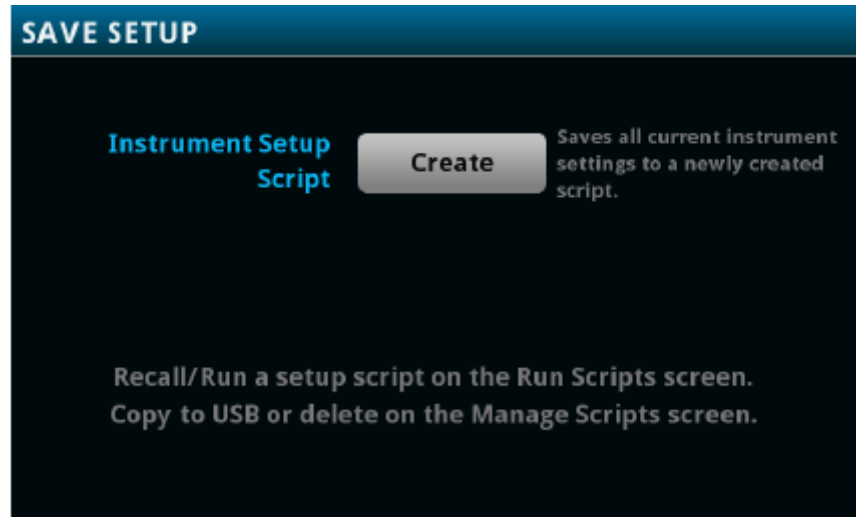 SAVE SETUP
Instrument Setup
Script
Create
Saves all current instrument
settings to a newly created
script.
Recall/Run a setup script on the Run Scripts screen.
Copy to USB or delete on the Manage Scripts screen.